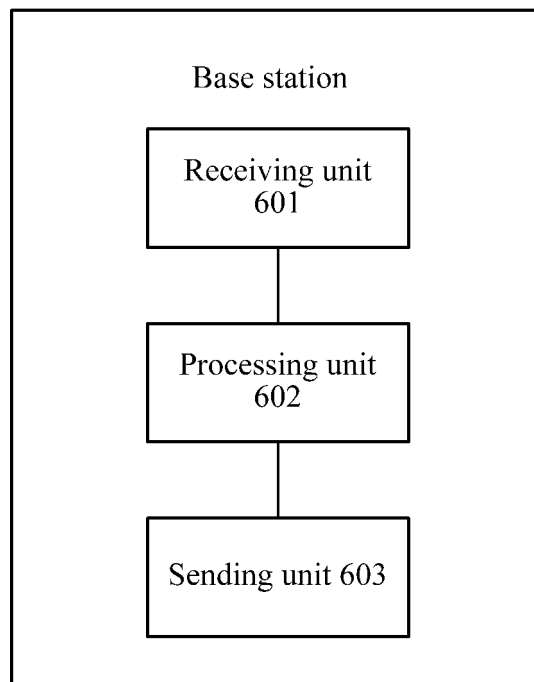 Base station
Receiving unit
601
Processing unit
602
Sending unit 603